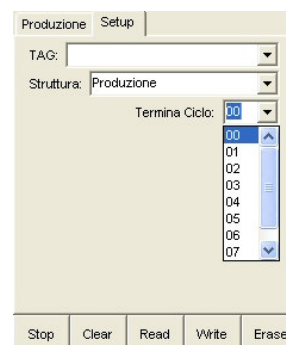 Produzione Setup
TAG:
Struttura: Produzione
Termina Ciclo: 00
00
01
02
03
04
05
06
07
Stop Clear Read Write Erase